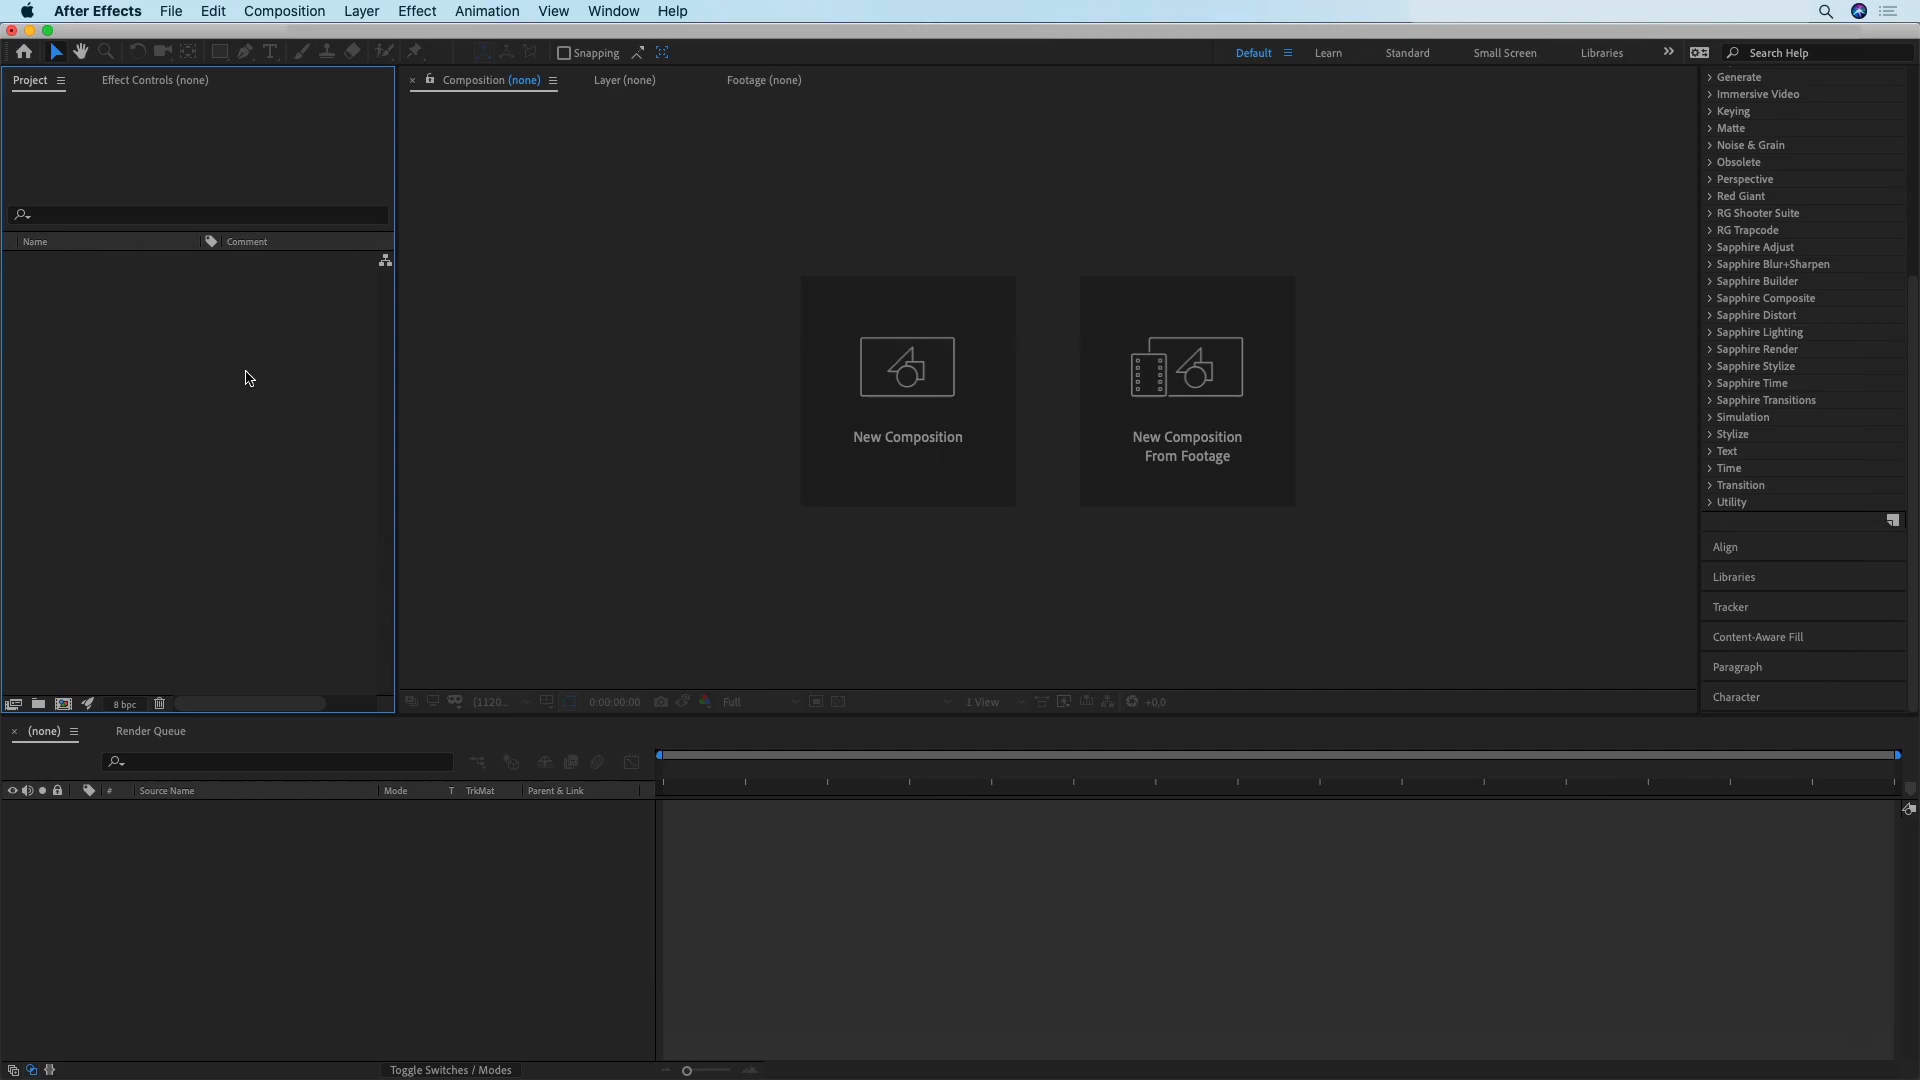 After Effects File Edit Composition Layer Effect Animation View Window Help
Snapping Default Learn Standard Small Screen Libraries Search Help
Project Effect Controls (none) Composition (none) Layer (none) Footage (none)
Name Comment
New Composition
New Composition
From Footage
Generate
Immersive Video
Keying
Matte
Noise & Grain
Obsolete
Perspective
Red Giant
RG Shooter Suite
RG Trapcode
Sapphire Adjust
Sapphire Blur+Sharpen
Sapphire Builder
Sapphire Composite
Sapphire Distort
Sapphire Lighting
Sapphire Render
Sapphire Stylize
Sapphire Time
Sapphire Transitions
Simulation
Stylize
Text
Time
Transition
Utility
Align
Libraries
Tracker
Content-Aware Fill
Paragraph
Character
8 bpc (1120... 0:00:00:00 Full 1 View +0,0
(none) Render Queue
# Source Name Mode T TrkMat Parent & Link
Toggle Switches / Modes